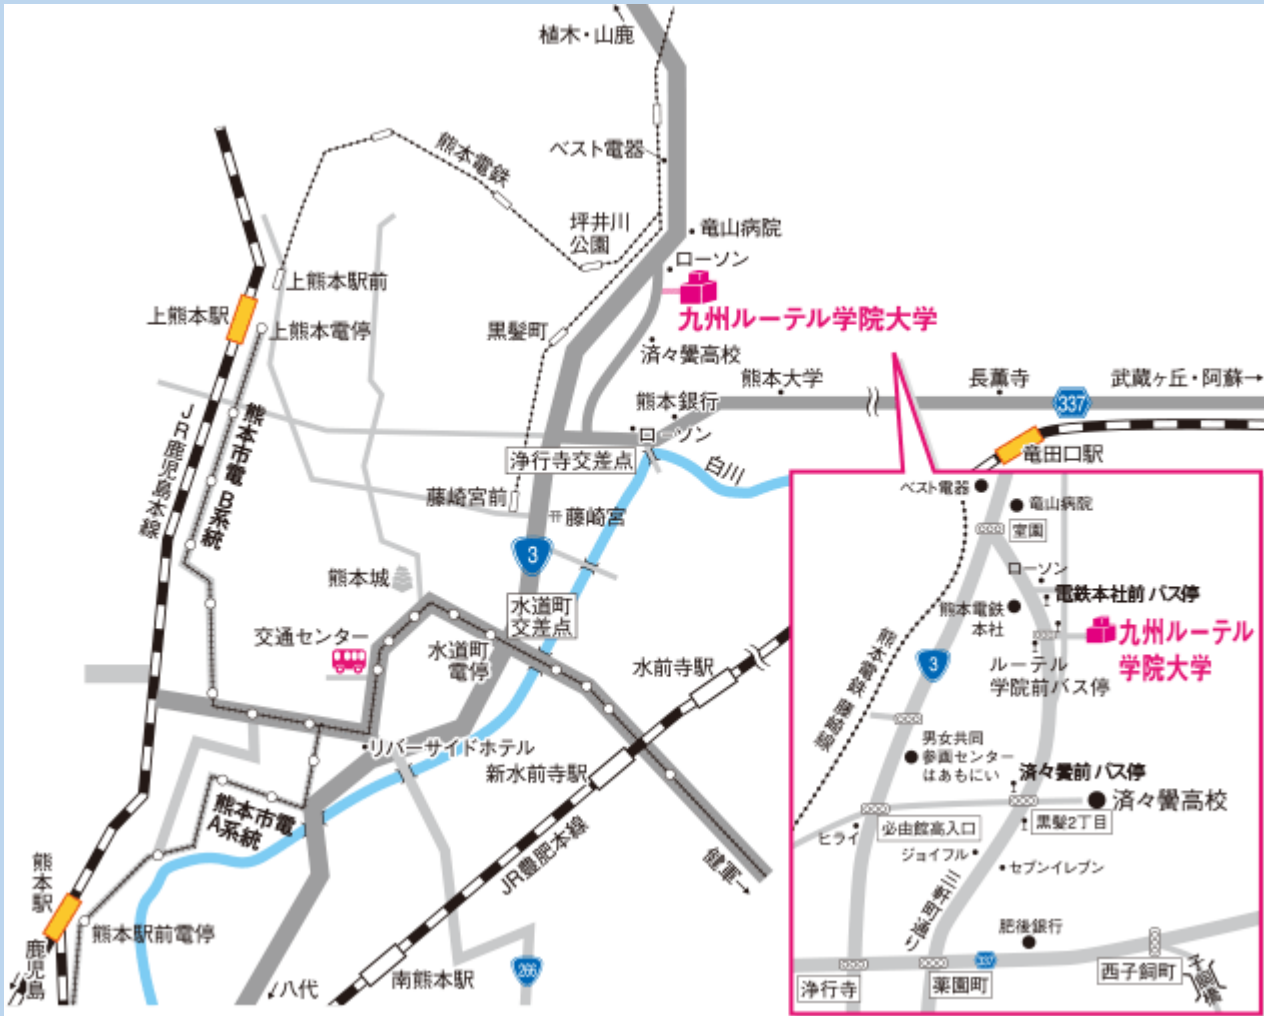 植木・山鹿
熊本電鉄
ベスト電器
坪井川
公園
竜山病院
ローソン
上熊本駅前
九州ルーテル学院大学
上熊本駅
上熊本電停
黒髪町
済々黌高校
熊本大学
長薫寺
武蔵ヶ丘・阿蘇→
337
熊本銀行
ローソン
JR鹿児島本線
熊本市電 B系統
浄行寺交差点
白川
竜田口駅
藤崎宮前
藤崎宮
3
熊本城
水道町
交差点
交通センター
水道町
電停
水前寺駅
リバーサイドホテル
新水前寺駅
熊本市電
A系統
JR豊肥本線
健軍→
熊本駅
熊本駅前電停
鹿児島
八代
南熊本駅
266
ベスト電器
竜山病院
室園
ローソン
電鉄本社前 バス停
熊本電鉄
本社
九州ルーテル
学院大学
ルーテル
学院前バス停
熊本電鉄 藤崎線
3
男女共同
参画センター
はあもにい
済々黌前 バス停
済々黌高校
必由館高入口
黒髪2丁目
ヒライ
ジョイフル
セブンイレブン
三軒町通り
肥後銀行
337
浄行寺
薬園町
西子飼町
子飼橋